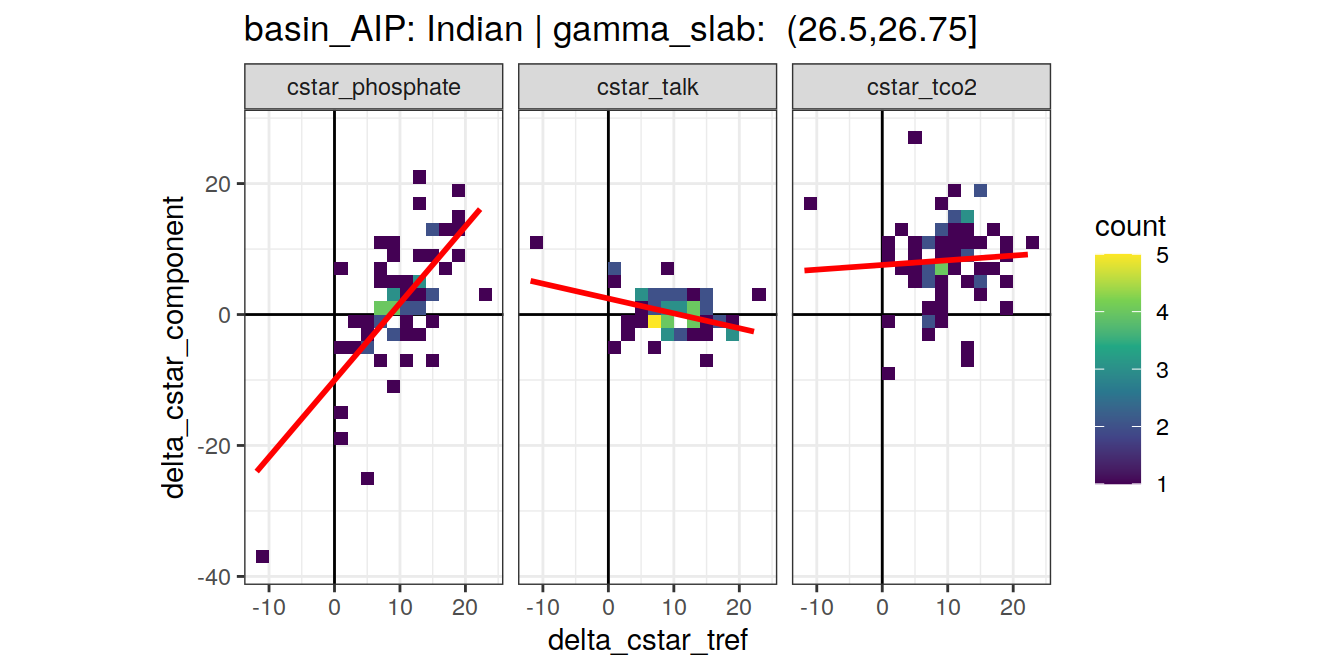 basin_AIP: Indian | gamma_slab:  (26.5,26.75]
cstar_phosphate
cstar_talk
cstar_tco2
delta_cstar_component
20
0
-20
-40
-10 0 10 20
-10 0 10 20
-10 0 10 20
delta_cstar_tref
count
5
4
3
2
1